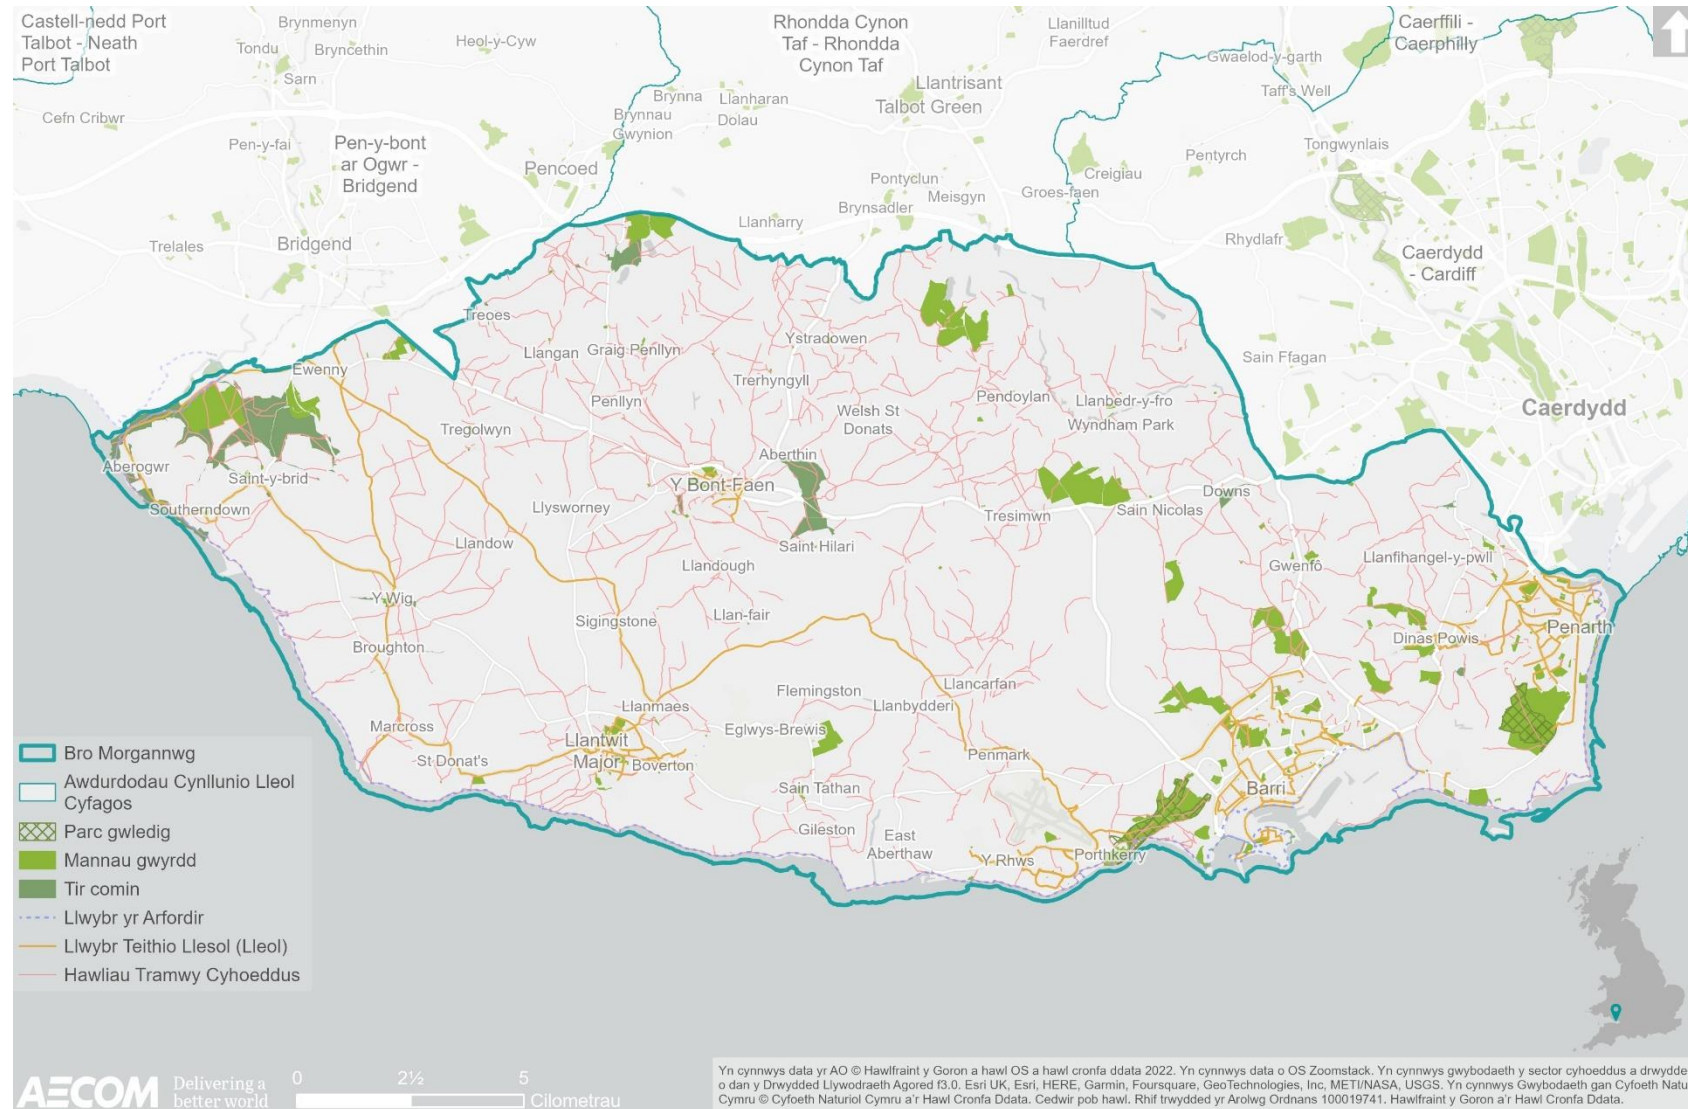 Castell-nedd Port
Talbot - Neath
Port Talbot
Brynmenyn
Tondu
Bryncethin
Heol-y-Cyw
Sarn
Cefn Cribwr
Pen-y-fai
Pen-y-bont
ar Ogwr -
Bridgend
Pencoed
Trelales
Bridgend
Rhondda Cynon
Taf - Rhondda
Cynon Taf
Llanilltud
Faerdref
Caerffili -
Caerphilly
Gwaelod-y-garth
Taff's Well
Llantrisant
Talbot Green
Brynna
Llanharan
Dolau
Brynnau
Gwynion
Tongwynlais
Pentyrch
Creigiau
Groes-faen
Pontyclun
Meisgyn
Brynsadler
Llanharry
Rhydlafr
Caerdydd
- Cardiff
Sain Ffagan
Caerdydd
Treoes
Llangan
Graig Penllyn
Ystradowen
Ewenny
Trerhyngyll
Penllyn
Pendoylan
Llanbedr-y-fro
Wyndham Park
Welsh St
Donats
Tregolwyn
Aberthin
Aberogwr
Saint-y-brid
Y Bont-Faen
Downs
Southerndown
Llysworney
Tresimwn
Sain Nicolas
Llandow
Saint Hilari
Llandough
Gwenfô
Llanfihangel-y-pwll
Y Wig
Sigingstone
Llan-fair
Penarth
Dinas Powis
Broughton
Llancarfan
Flemingston
Llanmaes
Llanbydderi
Marcross
Eglwys-Brewis
Llantwit
Major
St Donat's
Boverton
Penmark
Sain Tathan
Barri
Gileston
East
Aberthaw
Y Rhws
Porthkerry
Bro Morgannwg
Awdurdodau Cynllunio Lleol
Cyfagos
Parc gwledig
Mannau gwyrdd
Tir comin
Llwybr yr Arfordir
Llwybr Teithio Llesol (Lleol)
Hawliau Tramwy Cyhoeddus
AECOM
Delivering a
better world
0 2½ 5
Cilometrau
Yn cynnwys data yr AO © Hawlfraint y Goron a hawl OS a hawl cronfa ddata 2022. Yn cynnwys data o OS Zoomstack. Yn cynnwys gwybodaeth y sector cyhoeddus a drwydde
o dan y Drwydded Llywodraeth Agored f3.0. Esri UK, Esri, HERE, Garmin, Foursquare, GeoTechnologies, Inc, METI/NASA, USGS. Yn cynnwys Gwybodaeth gan Cyfoeth Natu
Cymru © Cyfoeth Naturiol Cymru a'r Hawl Cronfa Ddata. Cedwir pob hawl. Rhif trwydded yr Arolwg Ordnans 100019741. Hawlfraint y Goron a'r Hawl Cronfa Ddata.